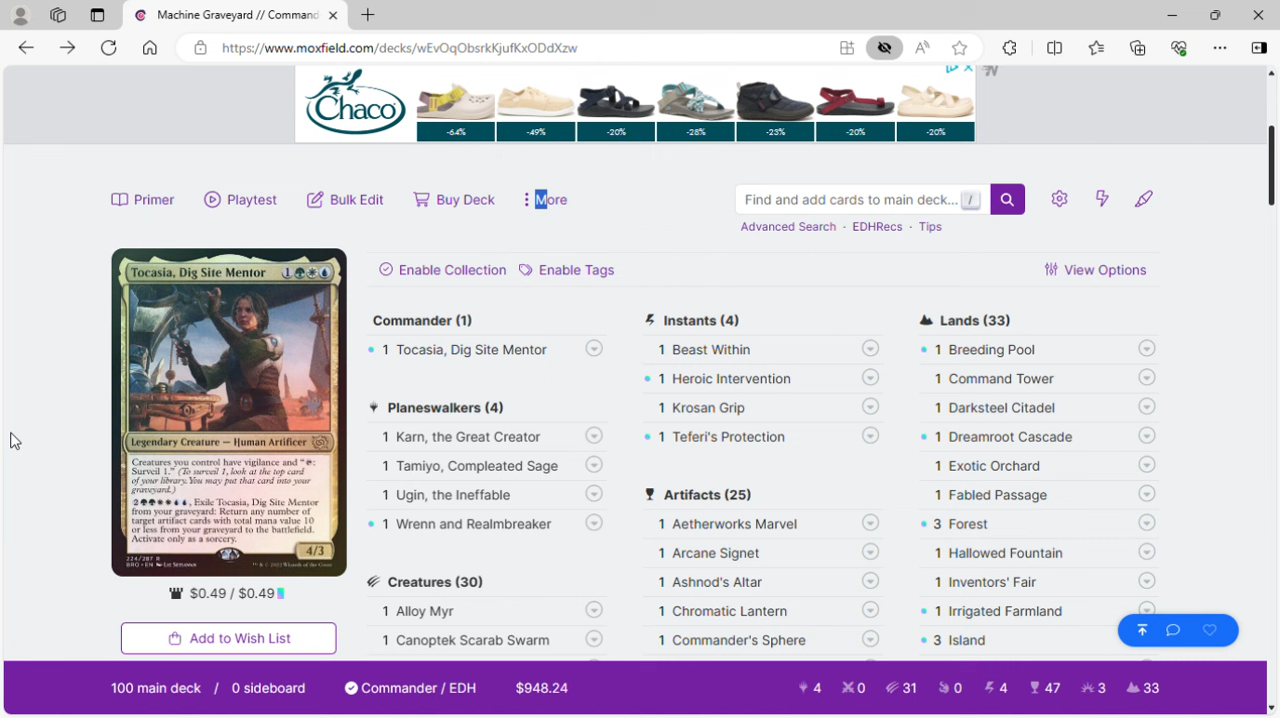 Machine Graveyard // Command
https://www.moxfield.com/decks/wEvOqObsrkKjufKxODdXzw
Chaco
-64% -49% -20% -28% -23% -20% -20%
Primer Playtest Bulk Edit Buy Deck More
Find and add cards to main deck... /
Advanced Search · EDHRecs · Tips
Tocasia, Dig Site Mentor 1
Legendary Creature — Human Artificer
Creatures you control have vigilance and “ :
Surveil 1.” (To surveil 1, look at the top card
of your library. You may put that card into your
graveyard.)
2 , Exile Tocasia, Dig Site Mentor
from your graveyard: Return any number of
target artifact cards with total mana value 10
or less from your graveyard to the battlefield.
Activate only as a sorcery.
4/3
$0.49 / $0.49
Add to Wish List
Enable Collection Enable Tags View Options
Commander (1)
1 Tocasia, Dig Site Mentor
Planeswalkers (4)
1 Karn, the Great Creator
1 Tamiyo, Compleated Sage
1 Ugin, the Ineffable
1 Wrenn and Realmbreaker
Creatures (30)
1 Alloy Myr
1 Canoptek Scarab Swarm
Instants (4)
1 Beast Within
1 Heroic Intervention
1 Krosan Grip
1 Teferi's Protection
Artifacts (25)
1 Aetherworks Marvel
1 Arcane Signet
1 Ashnod's Altar
1 Chromatic Lantern
1 Commander's Sphere
Lands (33)
1 Breeding Pool
1 Command Tower
1 Darksteel Citadel
1 Dreamroot Cascade
1 Exotic Orchard
1 Fabled Passage
3 Forest
1 Hallowed Fountain
1 Inventors' Fair
1 Irrigated Farmland
3 Island
100 main deck / 0 sideboard Commander / EDH $948.24 4 0 31 0 4 47 3 33